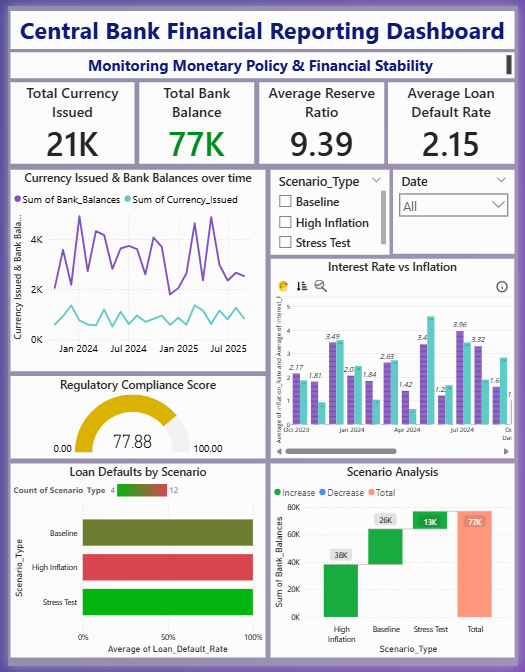 Central Bank Financial Reporting Dashboard
Monitoring Monetary Policy & Financial Stability
Total Currency Issued
21K
Total Bank Balance
77K
Average Reserve Ratio
9.39
Average Loan Default Rate
2.15
Currency Issued & Bank Balances over time
Sum of Bank_Balances Sum of Currency_Issued
Currency Issued & Bank Bala...
4K
2K
0K
Jan 2024 Jul 2024 Jan 2025 Jul 2025
Scenario_Type
Baseline
High Inflation
Stress Test
Date
All
Interest Rate vs Inflation
Average of Inflation_Rate and Average of Interest_
5
4
3
2
1
0
2.17 1.81 3.49 2.0 1.84 2.63 1.42 3.4 1.2 3.96 3.32 1.6 1.
Oct 2023 Jan 2024 Apr 2024 Jul 2024
Regulatory Compliance Score
77.88
0.00 100.00
Loan Defaults by Scenario
Count of Scenario_Type 4 12
Scenario_Type
Baseline
High Inflation
Stress Test
0% 50% 100%
Average of Loan_Default_Rate
Scenario Analysis
Increase Decrease Total
Sum of Bank_Balances
80K
60K
40K
20K
0K
38K
26K
13K
77K
High Inflation Baseline Stress Test Total
Scenario_Type